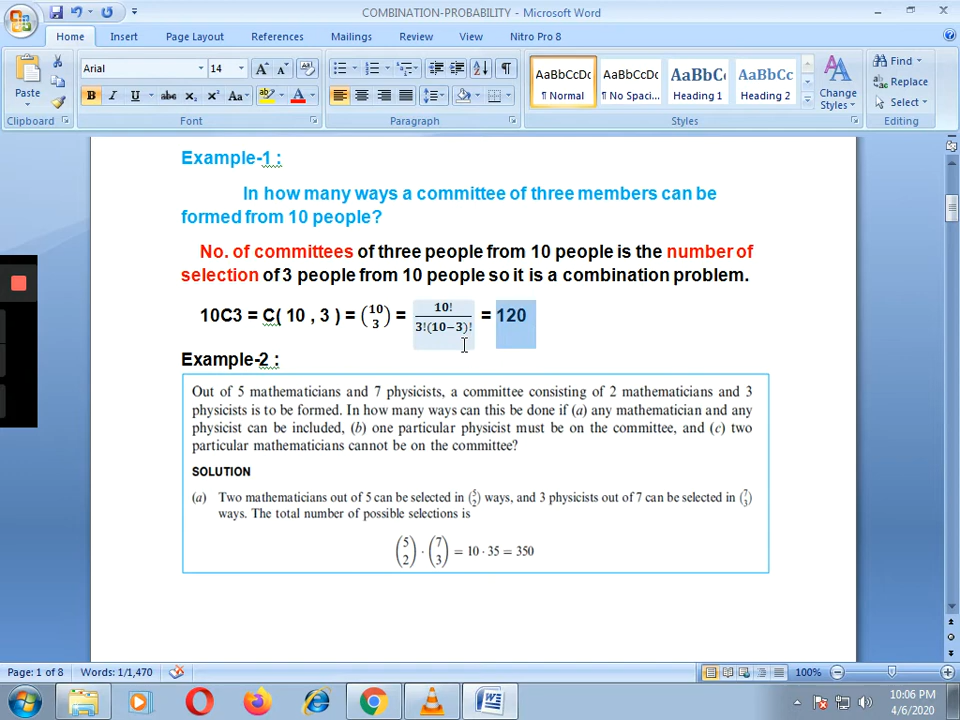 COMBINATION-PROBABILITY - Microsoft Word
Home Insert Page Layout References Mailings Review View Nitro Pro 8
Paste
Clipboard
Arial 14
B I U abe x₂ x² Aa
Font
Paragraph
AaBbCcDc AaBbCcDc AaBbC AaBbCc
¶ Normal ¶ No Spaci... Heading 1 Heading 2
Change Styles
Styles
Find
Replace
Select
Editing
Example-1 :
In how many ways a committee of three members can be
formed from 10 people?
No. of committees of three people from 10 people is the number of
selection of 3 people from 10 people so it is a combination problem.
10C3 = C( 10 , 3 ) = (10 3) = 10! / 3!(10−3)! = 120
Example-2 :
Out of 5 mathematicians and 7 physicists, a committee consisting of 2 mathematicians and 3
physicists is to be formed. In how many ways can this be done if (a) any mathematician and any
physicist can be included, (b) one particular physicist must be on the committee, and (c) two
particular mathematicians cannot be on the committee?
SOLUTION
(a) Two mathematicians out of 5 can be selected in (5 2) ways, and 3 physicists out of 7 can be selected in (7 3)
ways. The total number of possible selections is
(5 2) · (7 3) = 10 · 35 = 350
Page: 1 of 8 Words: 1/1,470 100%
10:06 PM
4/6/2020